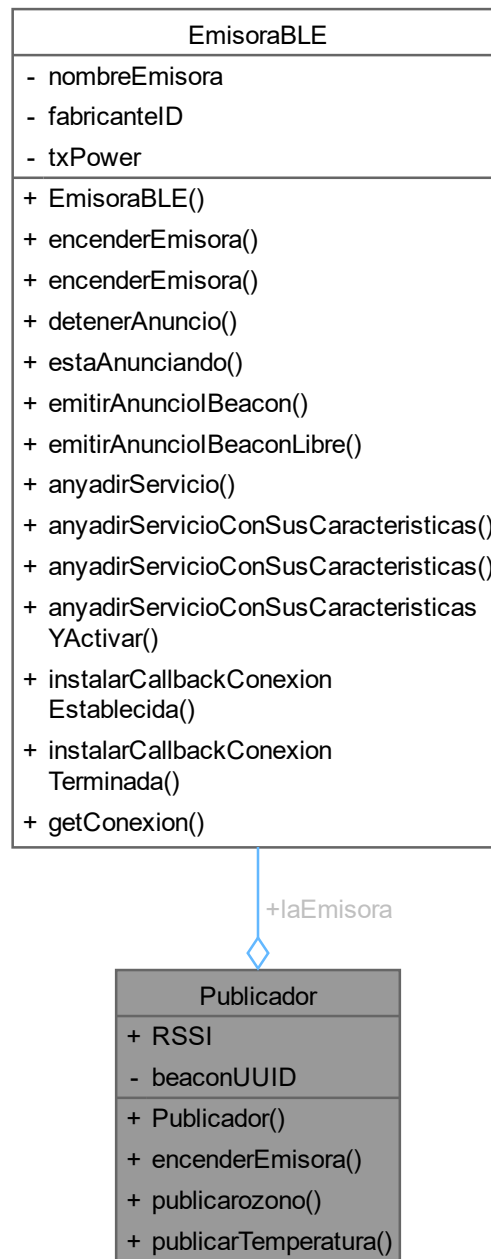 EmisoraBLE
- nombreEmisora
- fabricanteID
- txPower
+ EmisoraBLE()
+ encenderEmisora()
+ encenderEmisora()
+ detenerAnuncio()
+ estaAnunciando()
+ emitirAnuncioIBeacon()
+ emitirAnuncioIBeaconLibre()
+ anyadirServicio()
+ anyadirServicioConSusCaracteristicas()
+ anyadirServicioConSusCaracteristicas()
+ anyadirServicioConSusCaracteristicas
YActivar()
+ instalarCallbackConexion
Establecida()
+ instalarCallbackConexion
Terminada()
+ getConexion()
+laEmisora
Publicador
+ RSSI
- beaconUUID
+ Publicador()
+ encenderEmisora()
+ publicarozono()
+ publicarTemperatura()